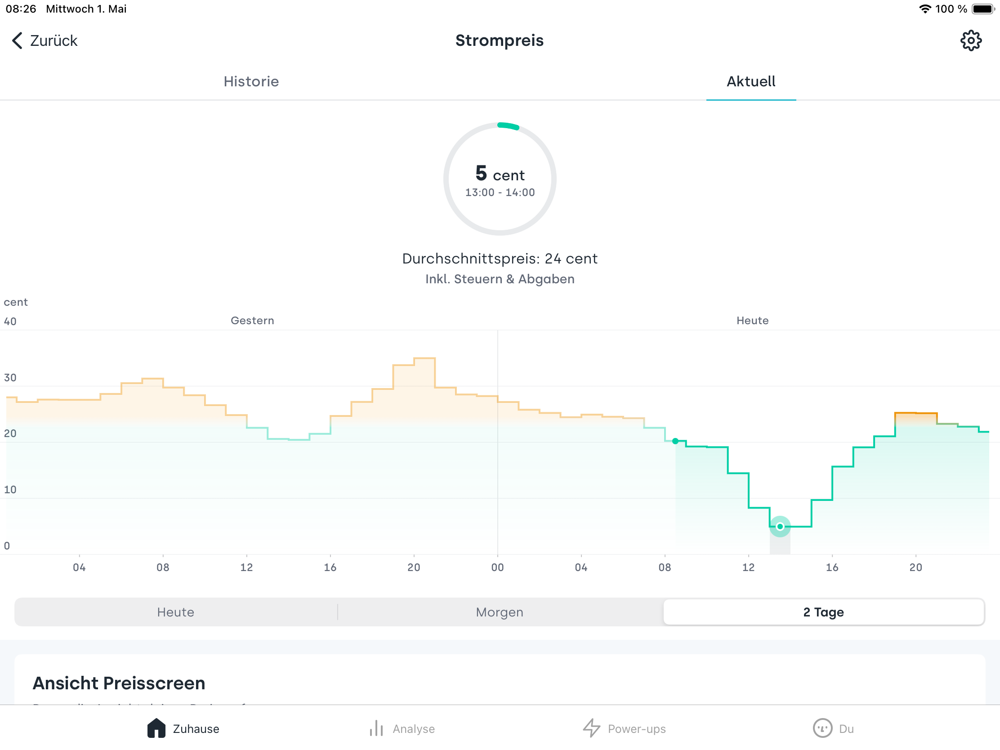 08:26 Mittwoch 1. Mai 100 %
Zurück Strompreis
Historie Aktuell
5 cent
13:00 - 14:00
Durchschnittspreis: 24 cent
Inkl. Steuern & Abgaben
cent
40 Gestern Heute
30
20
10
0
04 08 12 16 20 00 04 08 12 16 20
Heute Morgen 2 Tage
Ansicht Preisscreen
Zuhause Analyse Power-ups Du